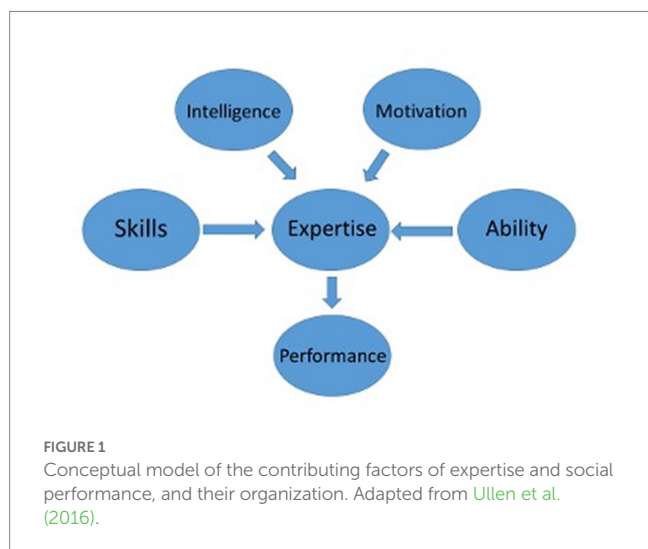 Intelligence
Motivation
Skills
Expertise
Ability
Performance
FIGURE 1
Conceptual model of the contributing factors of expertise and social
performance, and their organization. Adapted from Ullen et al.
(2016).